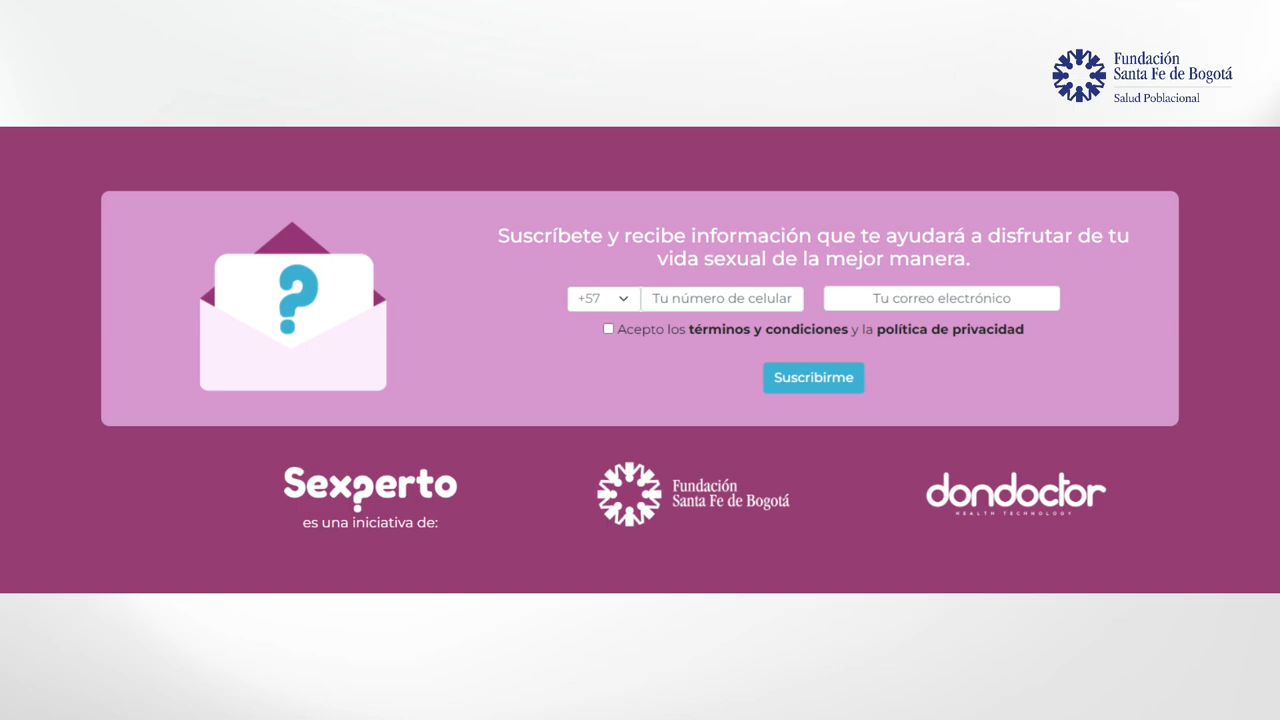 Fundación
Santa Fe de Bogotá
Salud Poblacional
?
Suscríbete y recibe información que te ayudará a disfrutar de tu
vida sexual de la mejor manera.
+57 Tu número de celular Tu correo electrónico
Acepto los términos y condiciones y la política de privacidad
Suscribirme
Sexperto
es una iniciativa de:
Fundación
Santa Fe de Bogotá
dondoctor
HEALTH TECHNOLOGY